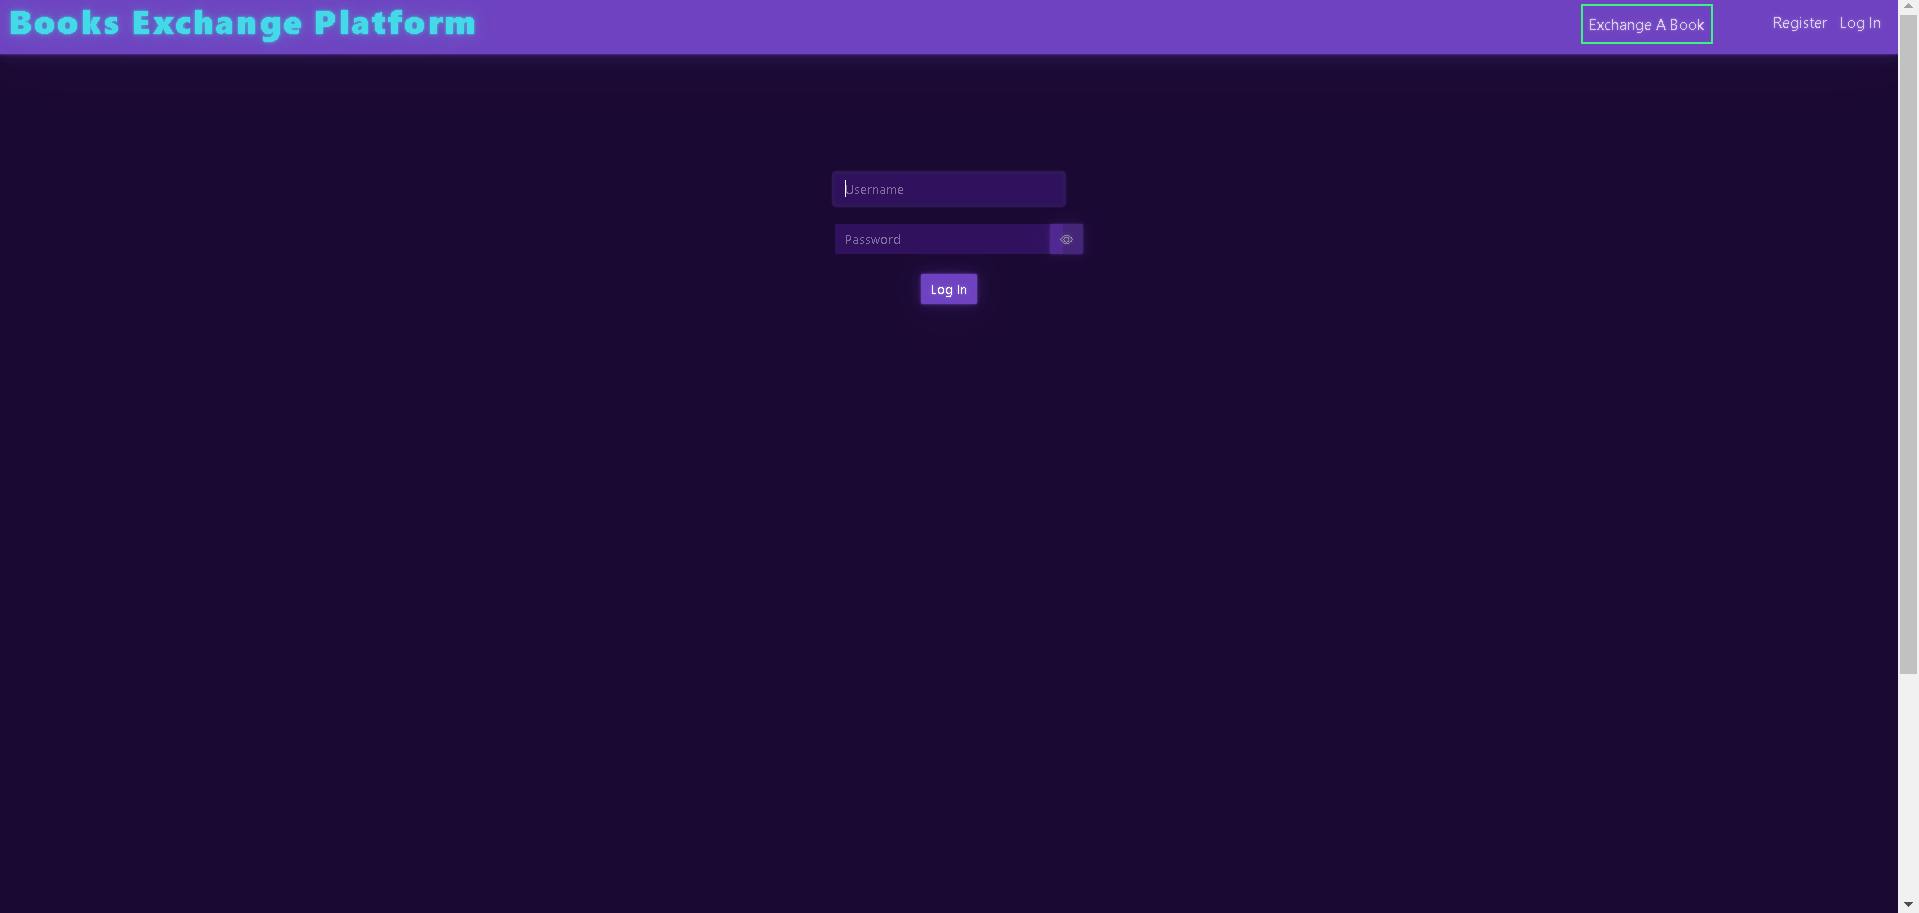 Books Exchange Platform
Exchange A Book
Register
Log In
Username
Password
Log In